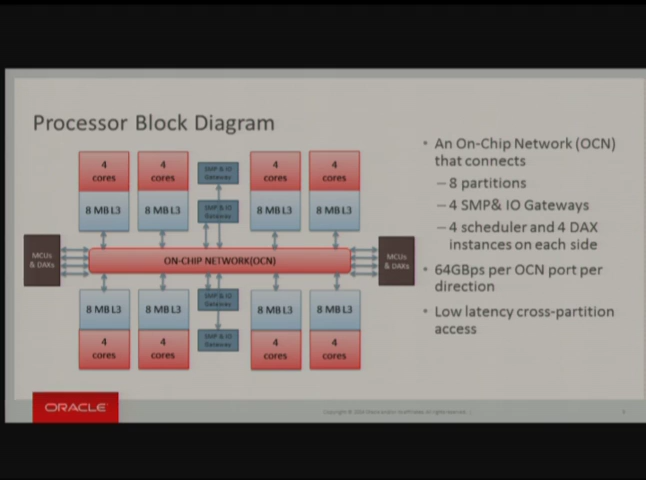 Processor Block Diagram
4
cores
4
cores
SMP & IO
Gateway
4
cores
4
cores
8 MB L3
8 MB L3
SMP & IO
Gateway
8 MB L3
8 MB L3
MCUs
& DAXs
ON-CHIP NETWORK(OCN)
MCUs
& DAXs
8 MB L3
8 MB L3
SMP & IO
Gateway
8 MB L3
8 MB L3
4
cores
4
cores
SMP & IO
Gateway
4
cores
4
cores
• An On-Chip Network (OCN)
that connects
– 8 partitions
– 4 SMP& IO Gateways
– 4 scheduler and 4 DAX
instances on each side
• 64GBps per OCN port per
direction
• Low latency cross-partition
access
ORACLE